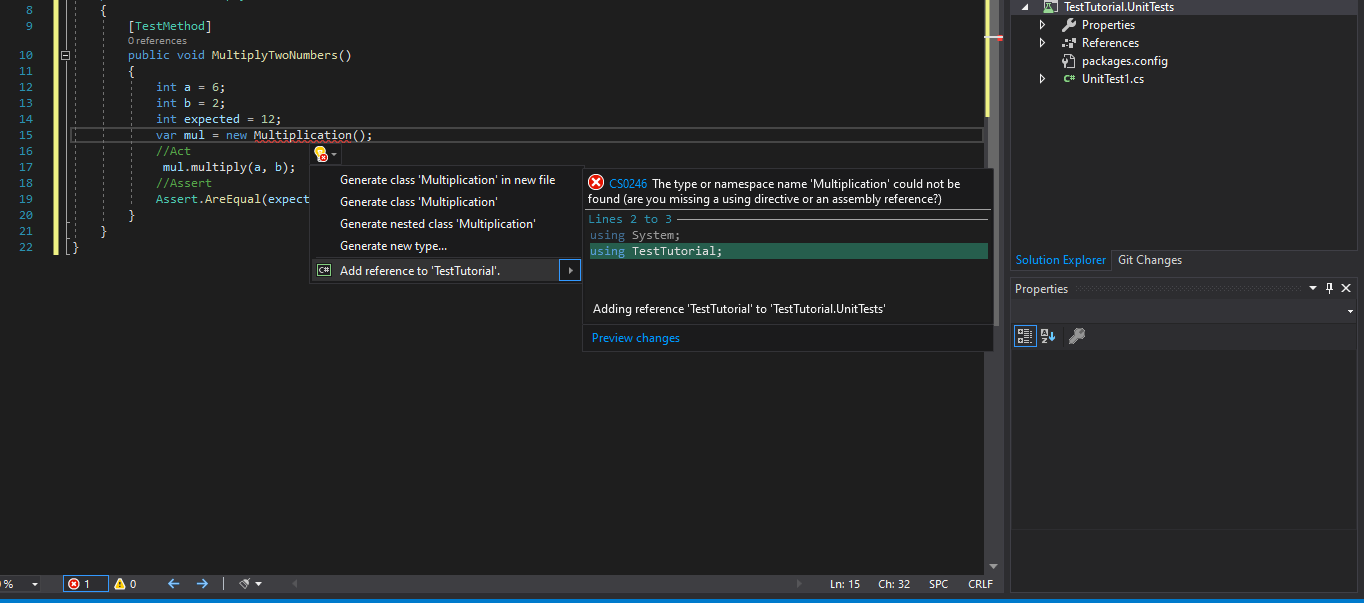 8 {
9 [TestMethod]
0 references
10 public void MultiplyTwoNumbers()
11 {
12 int a = 6;
13 int b = 2;
14 int expected = 12;
15 var mul = new Multiplication();
16 //Act
17 mul.multiply(a, b);
18 //Assert
19 Assert.AreEqual(expect
20 }
21 }
22 }
Generate class 'Multiplication' in new file
Generate class 'Multiplication'
Generate nested class 'Multiplication'
Generate new type...
C# Add reference to 'TestTutorial'.
CS0246 The type or namespace name 'Multiplication' could not be
found (are you missing a using directive or an assembly reference?)
Lines 2 to 3
using System;
using TestTutorial;
Adding reference 'TestTutorial' to 'TestTutorial.UnitTests'
Preview changes
TestTutorial.UnitTests
Properties
References
packages.config
C# UnitTest1.cs
Solution Explorer Git Changes
Properties
% 1 0 Ln: 15 Ch: 32 SPC CRLF